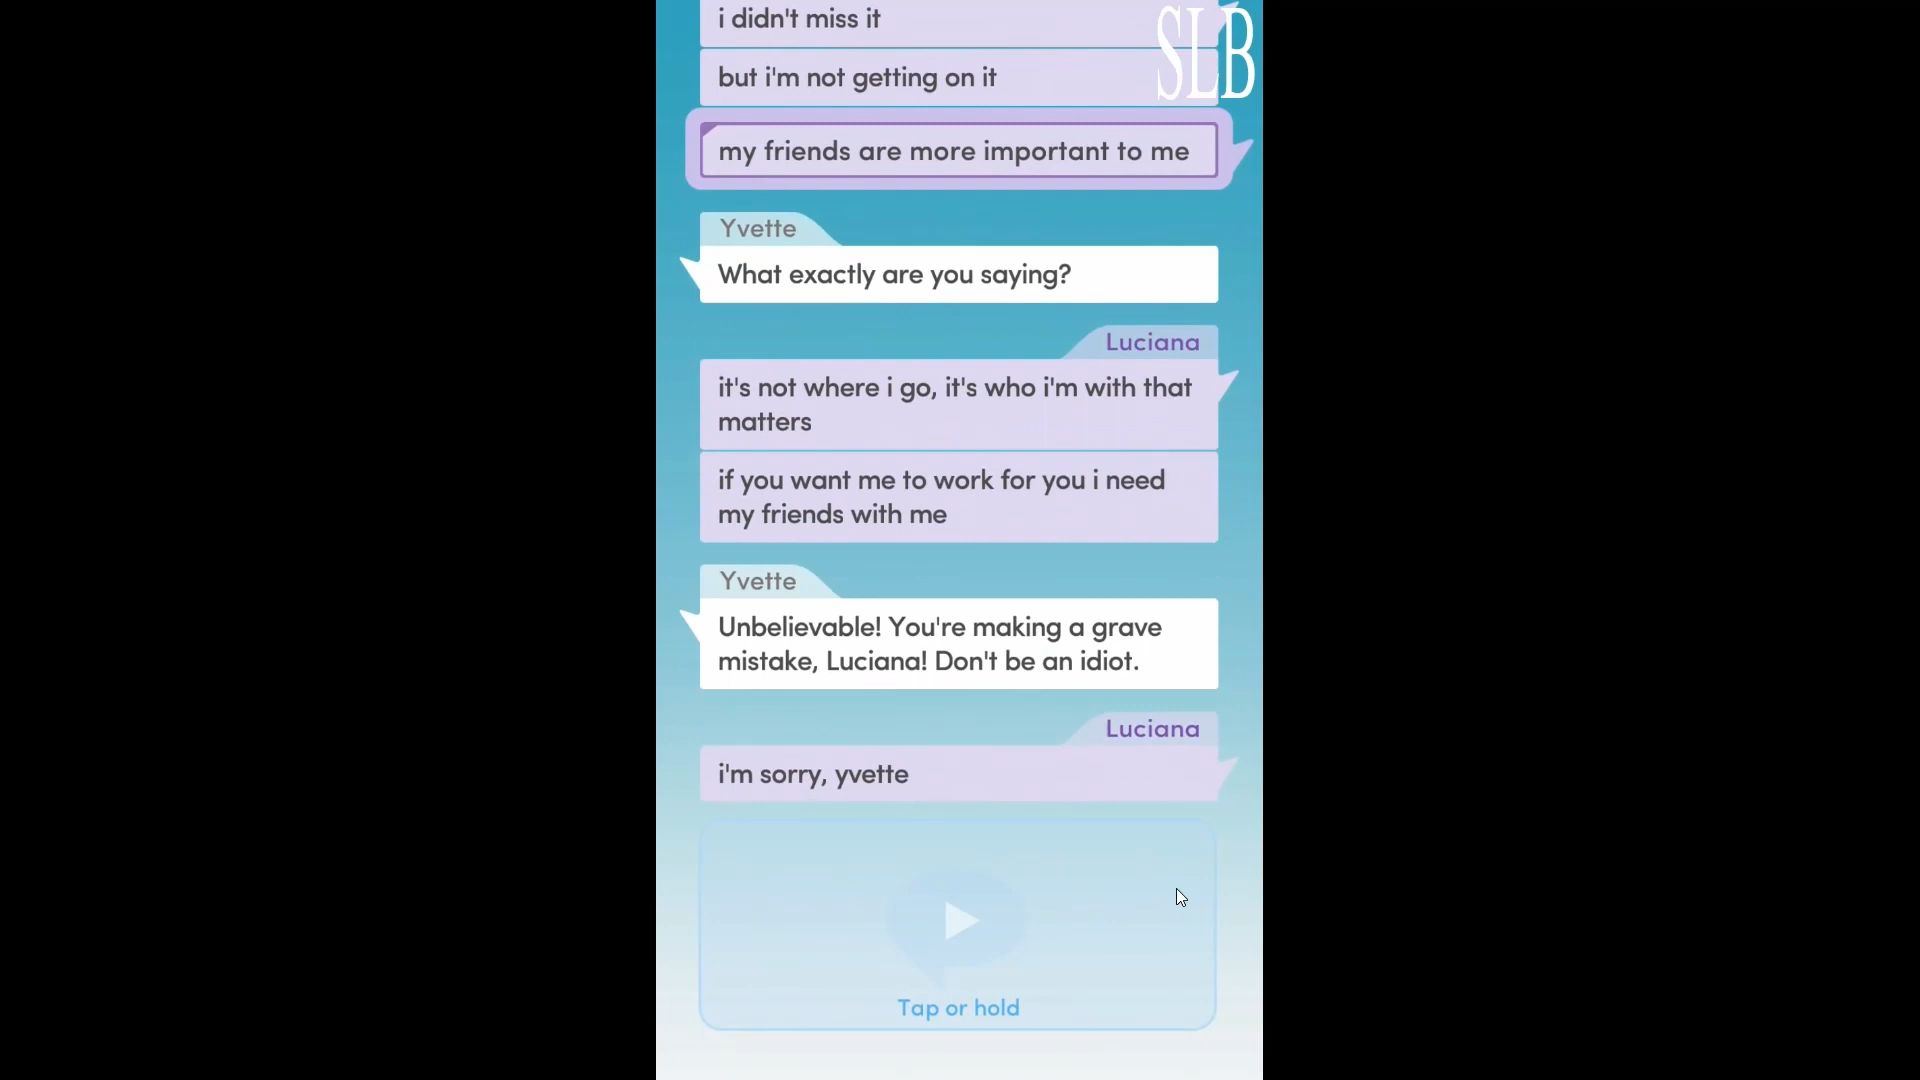 i didn't miss it
SLB
but i'm not getting on it
my friends are more important to me
Yvette
What exactly are you saying?
Luciana
it's not where i go, it's who i'm with that
matters
if you want me to work for you i need
my friends with me
Yvette
Unbelievable! You're making a grave
mistake, Luciana! Don't be an idiot.
Luciana
i'm sorry, yvette
Tap or hold